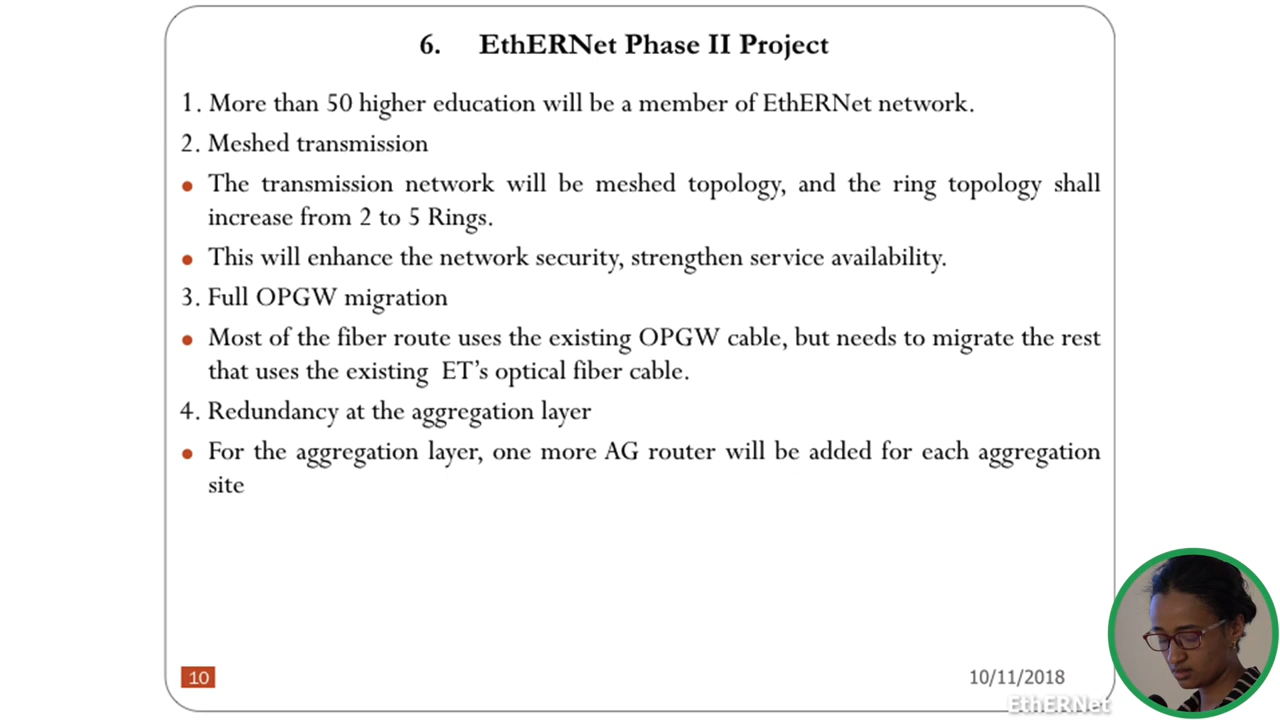 6. EthERNet Phase II Project
1. More than 50 higher education will be a member of EthERNet network.
2. Meshed transmission
• The transmission network will be meshed topology, and the ring topology shall
increase from 2 to 5 Rings.
• This will enhance the network security, strengthen service availability.
3. Full OPGW migration
• Most of the fiber route uses the existing OPGW cable, but needs to migrate the rest
that uses the existing ET’s optical fiber cable.
4. Redundancy at the aggregation layer
• For the aggregation layer, one more AG router will be added for each aggregation
site
10
10/11/2018
EthERNet